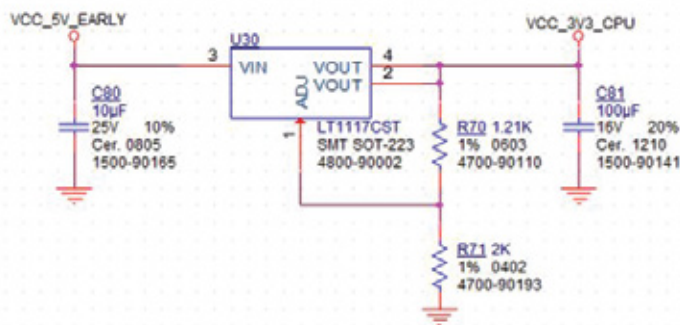 VCC_5V_EARLY
VCC_3V3_CPU
U30
3
VIN
VOUT
4
VOUT
2
ADJ
1
C80
10µF
25V 10%
Cer. 0805
1500-90165
LT1117CST
SMT SOT-223
4800-90002
R70 1.21K
1% 0603
4700-90110
C81
100µF
16V 20%
Cer. 1210
1500-90141
R71 2K
1% 0402
4700-90193